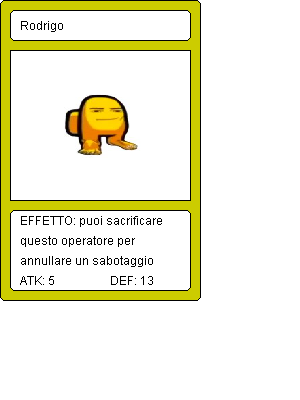 Rodrigo
EFFETTO: puoi sacrificare
questo operatore per
annullare un sabotaggio
ATK: 5 DEF: 13